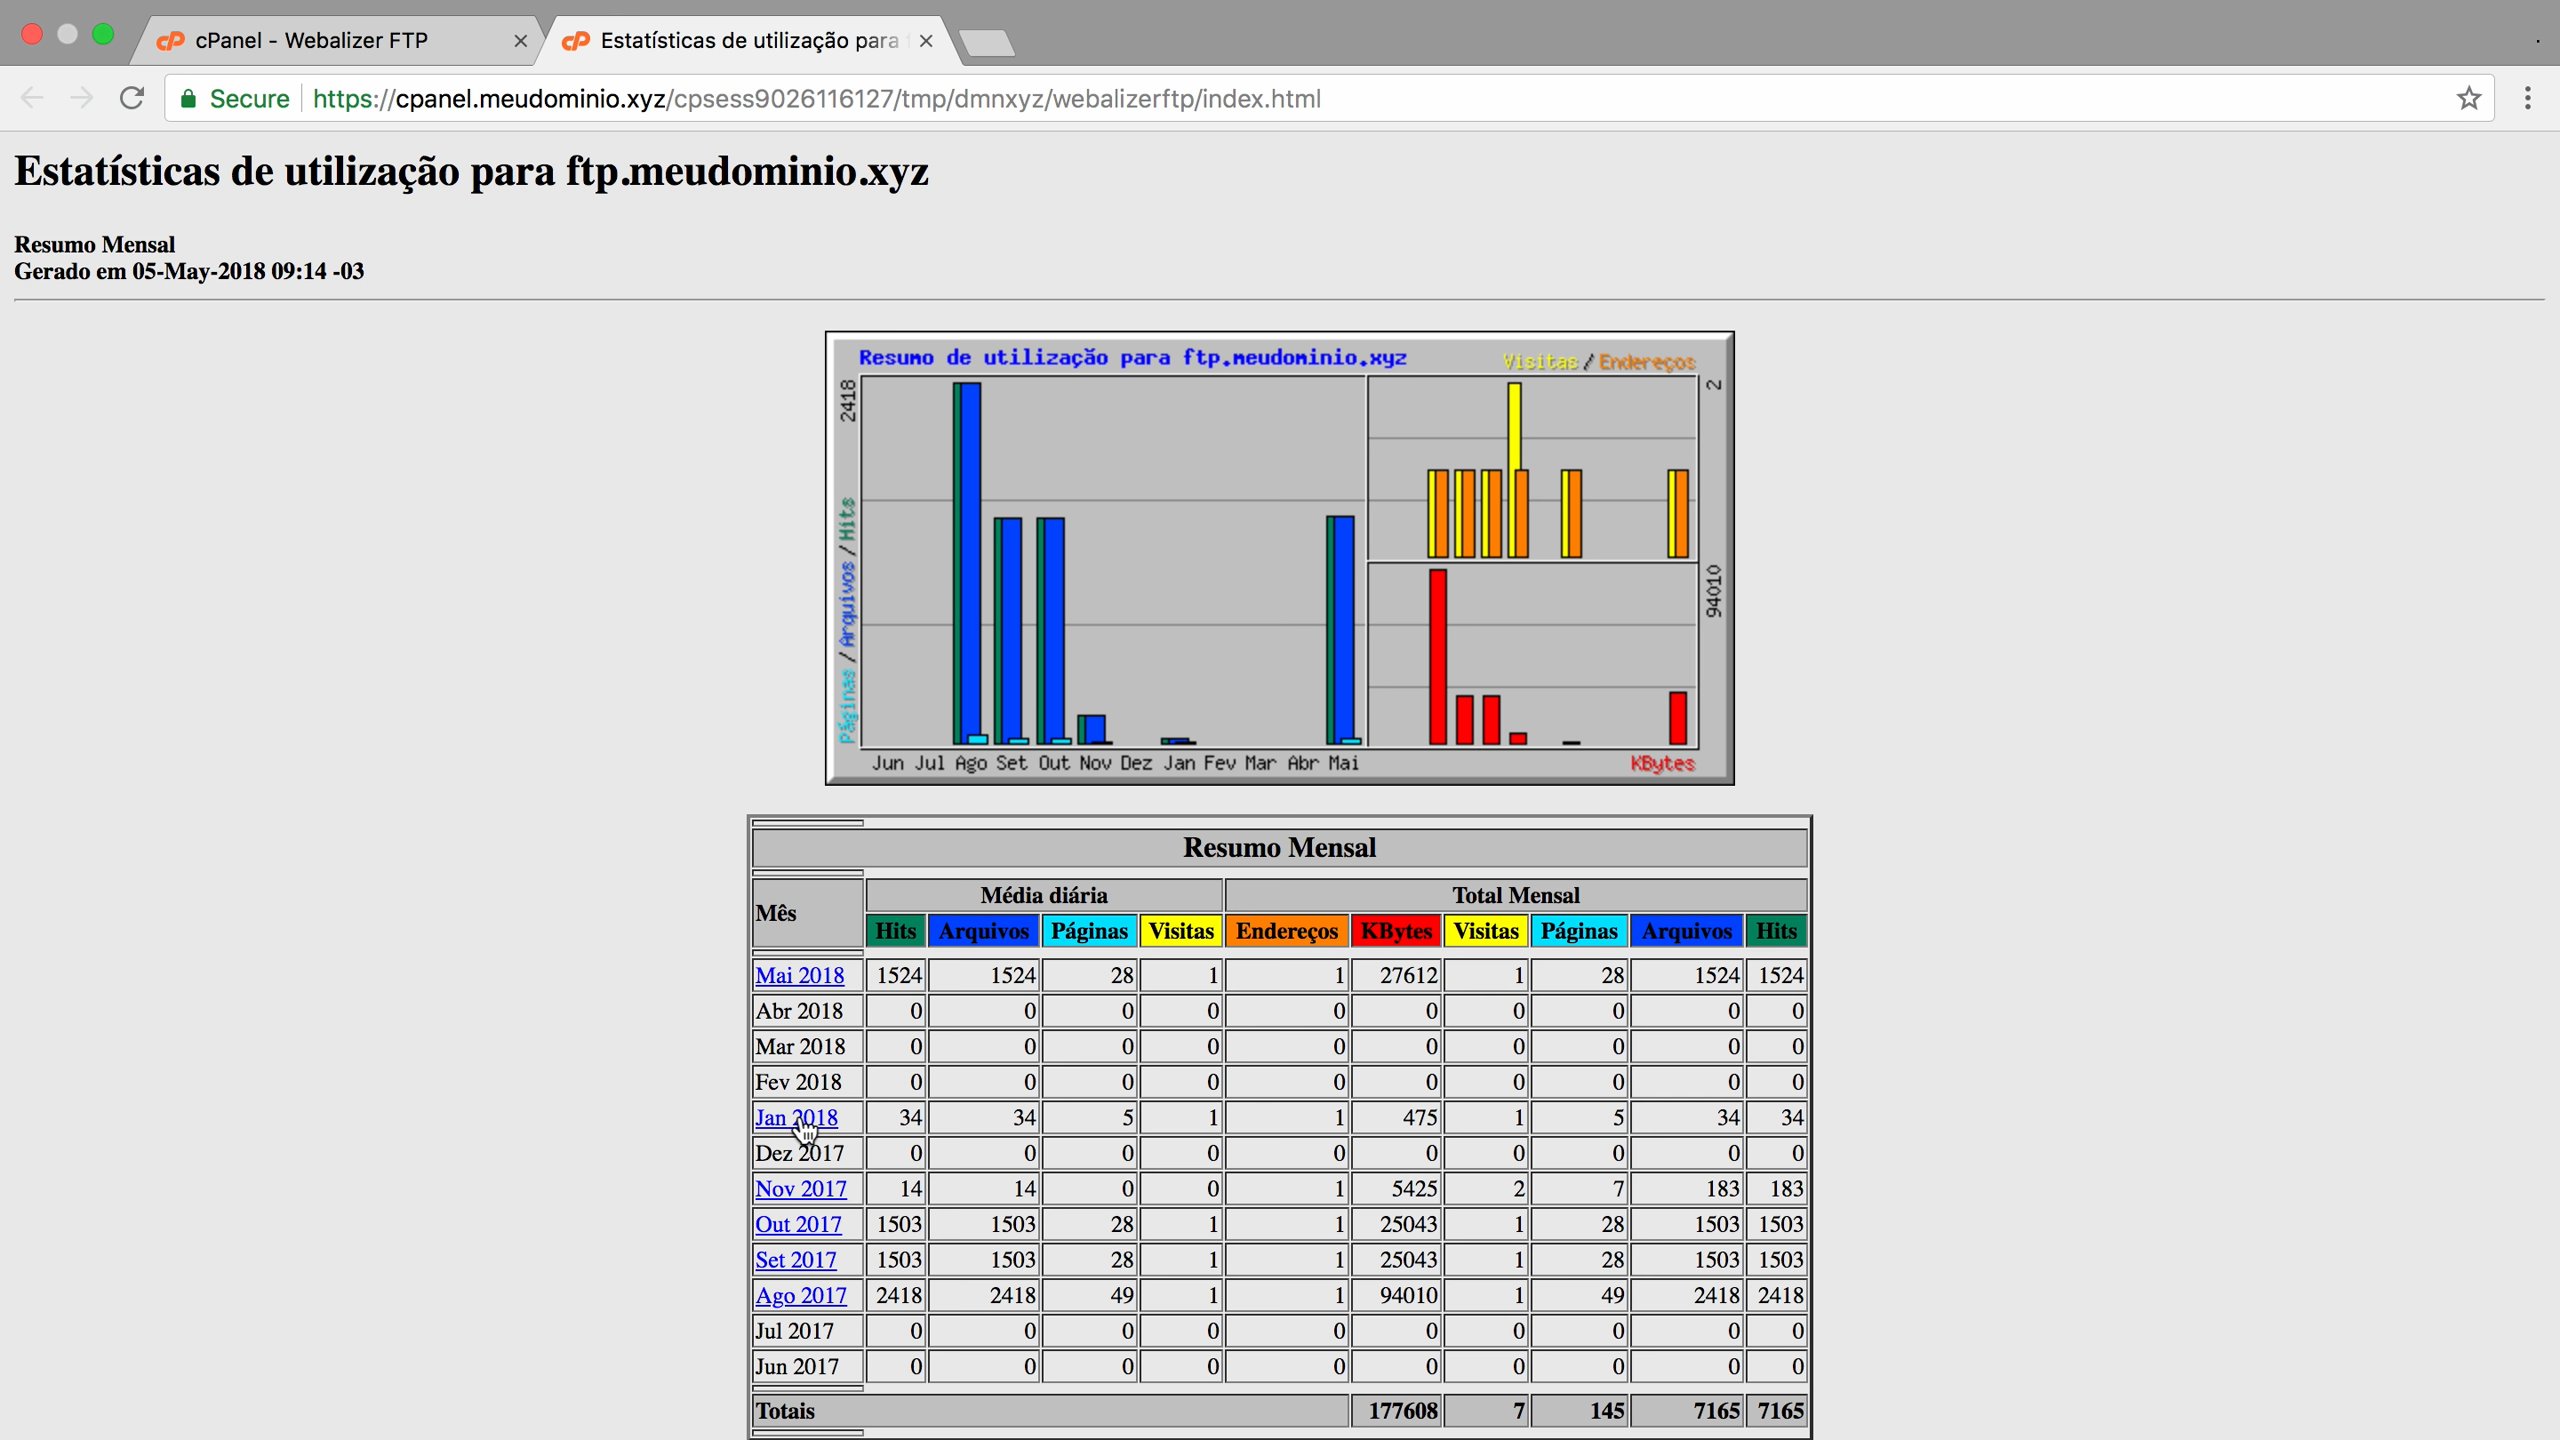 cPanel - Webalizer FTP
Estatísticas de utilização para
Secure https://cpanel.meudominio.xyz/cpsess9026116127/tmp/dmnxyz/webalizerftp/index.html
Estatísticas de utilização para ftp.meudominio.xyz
Resumo Mensal
Gerado em 05-May-2018 09:14 -03
Resumo de utilização para ftp.meudominio.xyz
Visitas / Endereços
2418
Páginas / Arquivos / Hits
2
94010
Jun Jul Ago Set Out Nov Dez Jan Fev Mar Abr Mai
KBytes
Resumo Mensal
Mês Média diária Total Mensal
Hits Arquivos Páginas Visitas Endereços KBytes Visitas Páginas Arquivos Hits
Mai 2018 1524 1524 28 1 1 27612 1 28 1524 1524
Abr 2018 0 0 0 0 0 0 0 0 0 0
Mar 2018 0 0 0 0 0 0 0 0 0 0
Fev 2018 0 0 0 0 0 0 0 0 0 0
Jan 2018 34 34 5 1 1 475 1 5 34 34
Dez 2017 0 0 0 0 0 0 0 0 0 0
Nov 2017 14 14 0 0 1 5425 2 7 183 183
Out 2017 1503 1503 28 1 1 25043 1 28 1503 1503
Set 2017 1503 1503 28 1 1 25043 1 28 1503 1503
Ago 2017 2418 2418 49 1 1 94010 1 49 2418 2418
Jul 2017 0 0 0 0 0 0 0 0 0 0
Jun 2017 0 0 0 0 0 0 0 0 0 0
Totais 177608 7 145 7165 7165